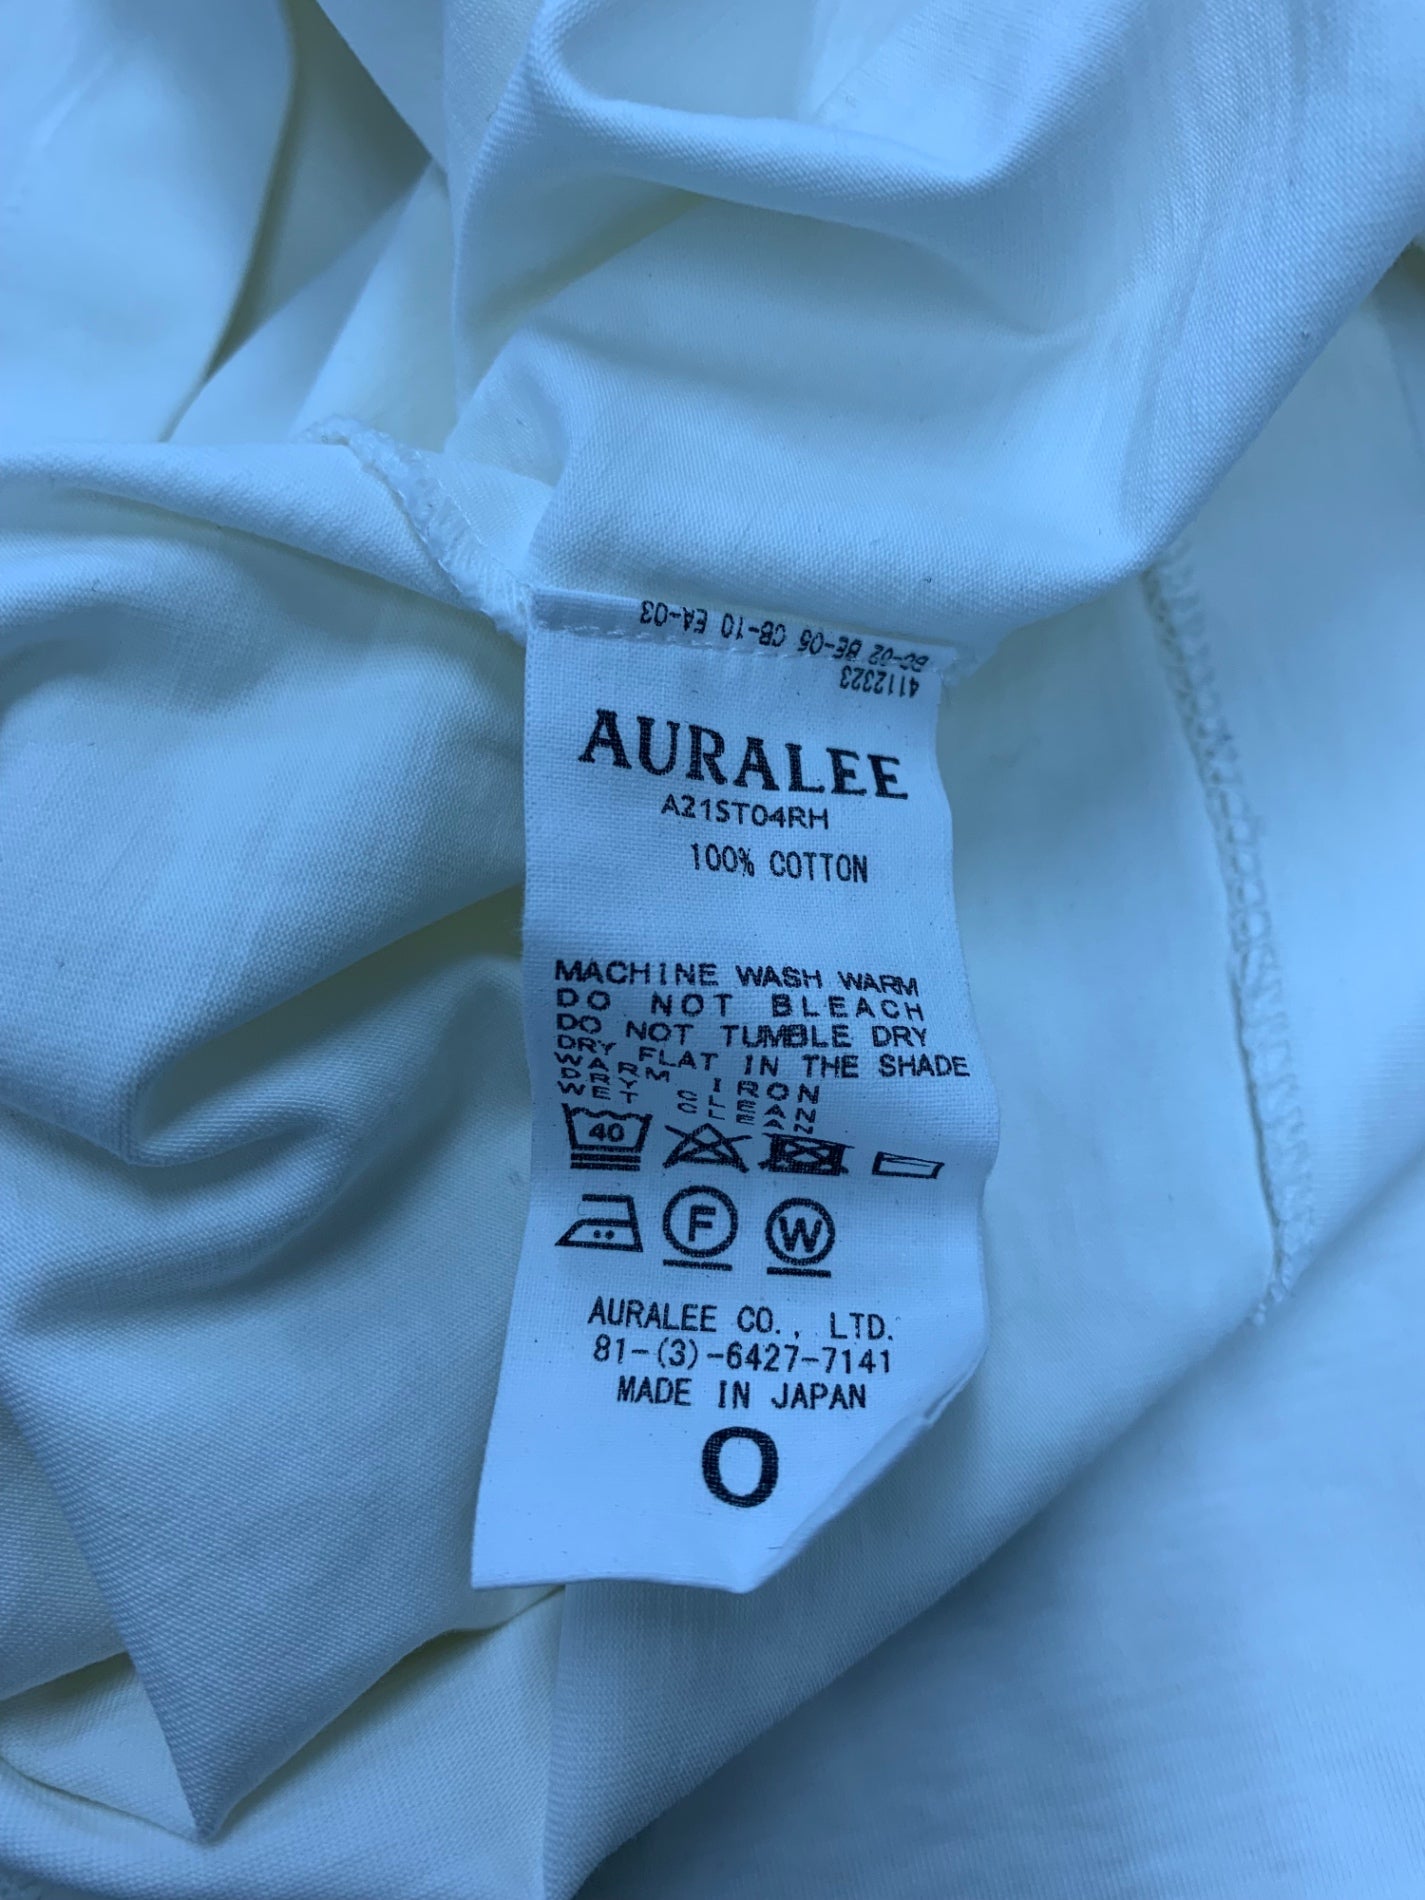 BC-02 BE-05 CB-10 EA-03
4112323
AURALEE
A21ST04RH
100% COTTON
MACHINE WASH WARM
DO NOT BLEACH
DO NOT TUMBLE DRY
DRY FLAT IN THE SHADE
WARM IRON
DRY CLEAN
WET CLEAN
40
F
W
AURALEE CO., LTD.
81-(3)-6427-7141
MADE IN JAPAN
O